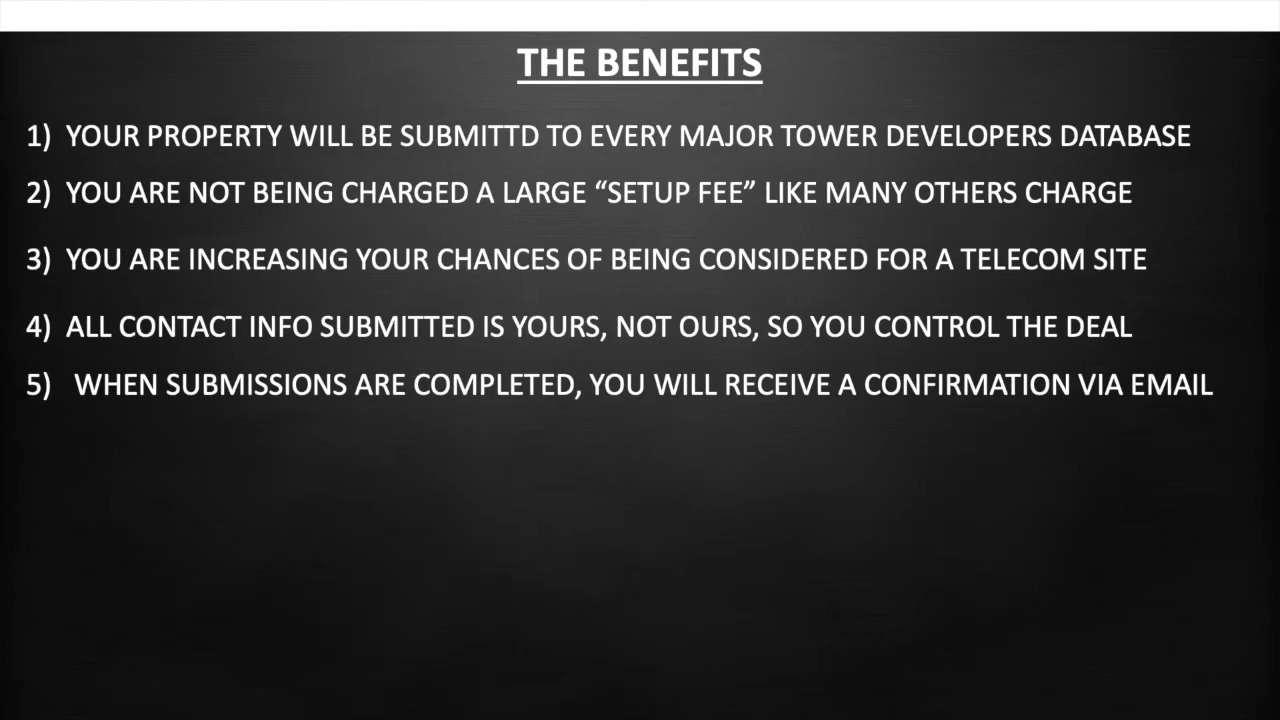 THE BENEFITS
1) YOUR PROPERTY WILL BE SUBMITTD TO EVERY MAJOR TOWER DEVELOPERS DATABASE
2) YOU ARE NOT BEING CHARGED A LARGE “SETUP FEE” LIKE MANY OTHERS CHARGE
3) YOU ARE INCREASING YOUR CHANCES OF BEING CONSIDERED FOR A TELECOM SITE
4) ALL CONTACT INFO SUBMITTED IS YOURS, NOT OURS, SO YOU CONTROL THE DEAL
5) WHEN SUBMISSIONS ARE COMPLETED, YOU WILL RECEIVE A CONFIRMATION VIA EMAIL